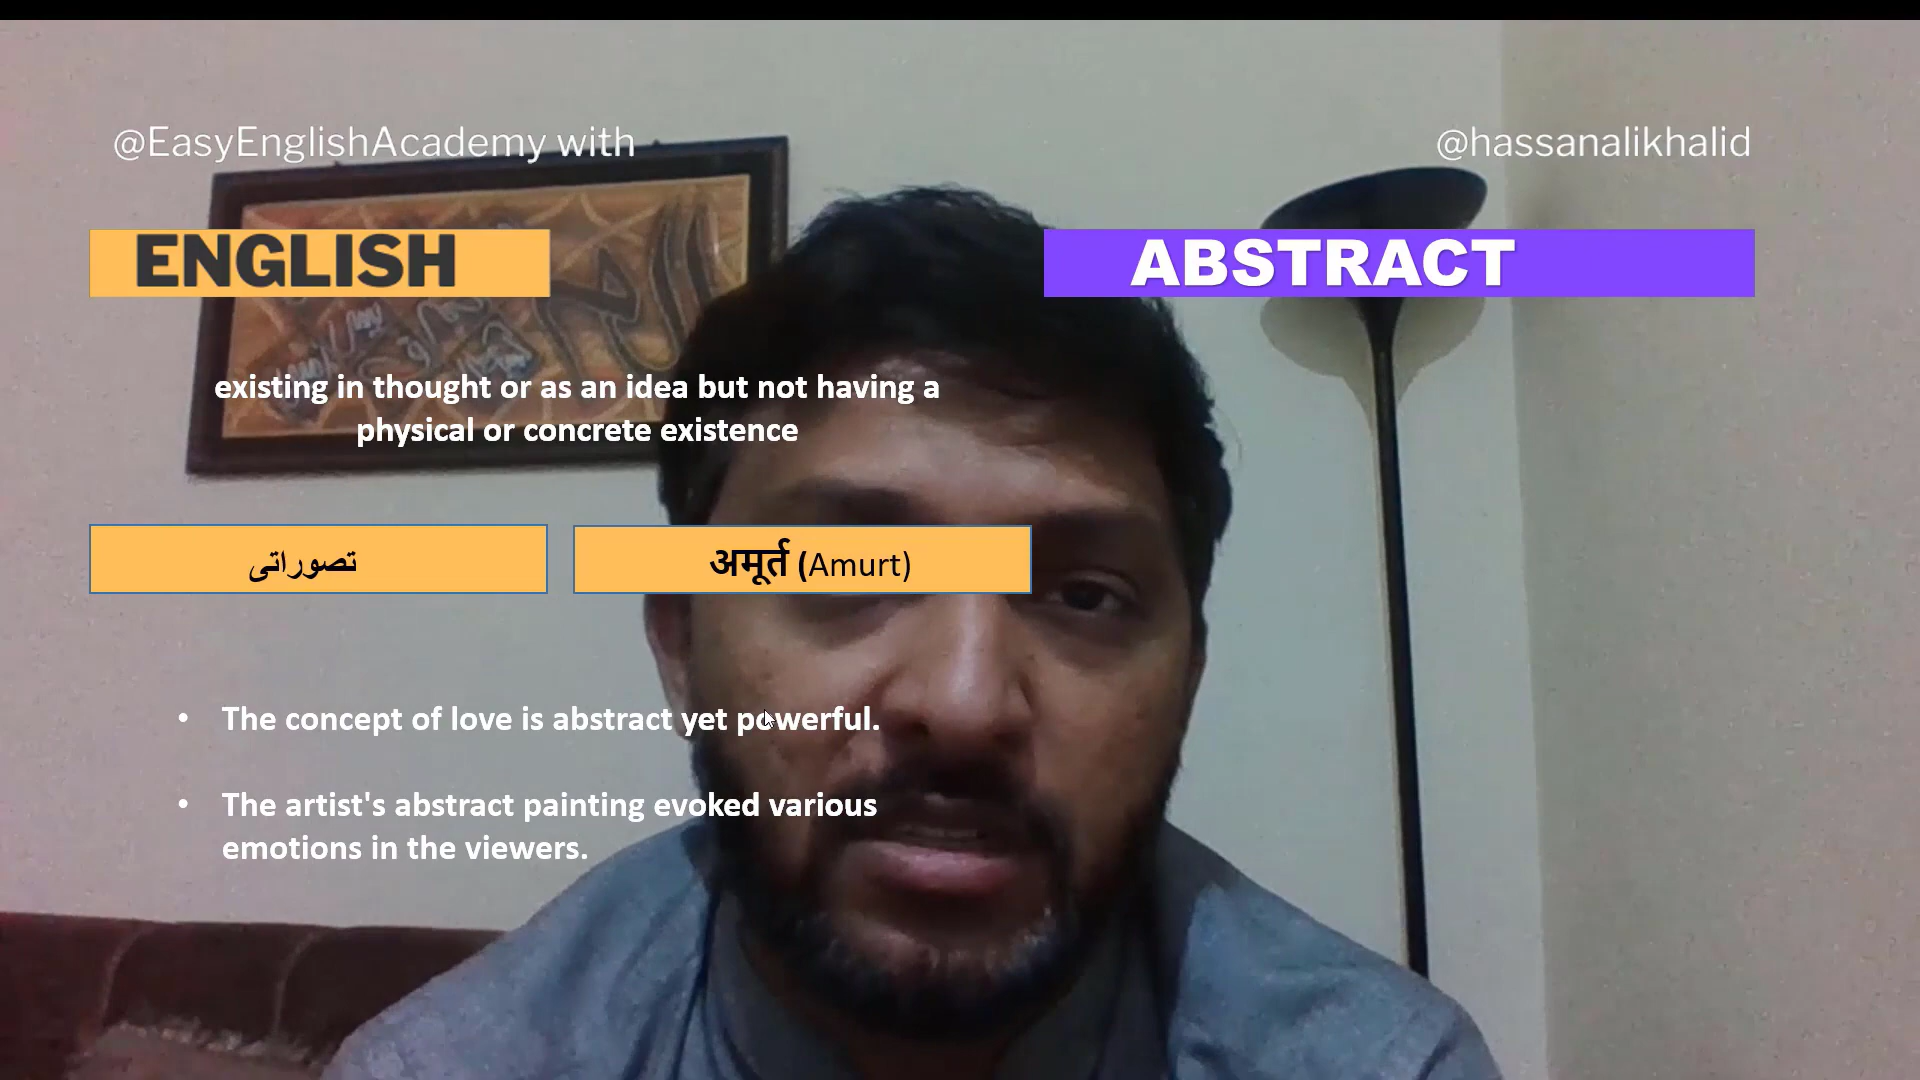 @EasyEnglishAcademy with
@hassanalikhalid
ENGLISH
ABSTRACT
existing in thought or as an idea but not having a
physical or concrete existence
تصوراتی
अमूर्त (Amurt)
• The concept of love is abstract yet powerful.
• The artist's abstract painting evoked various
emotions in the viewers.